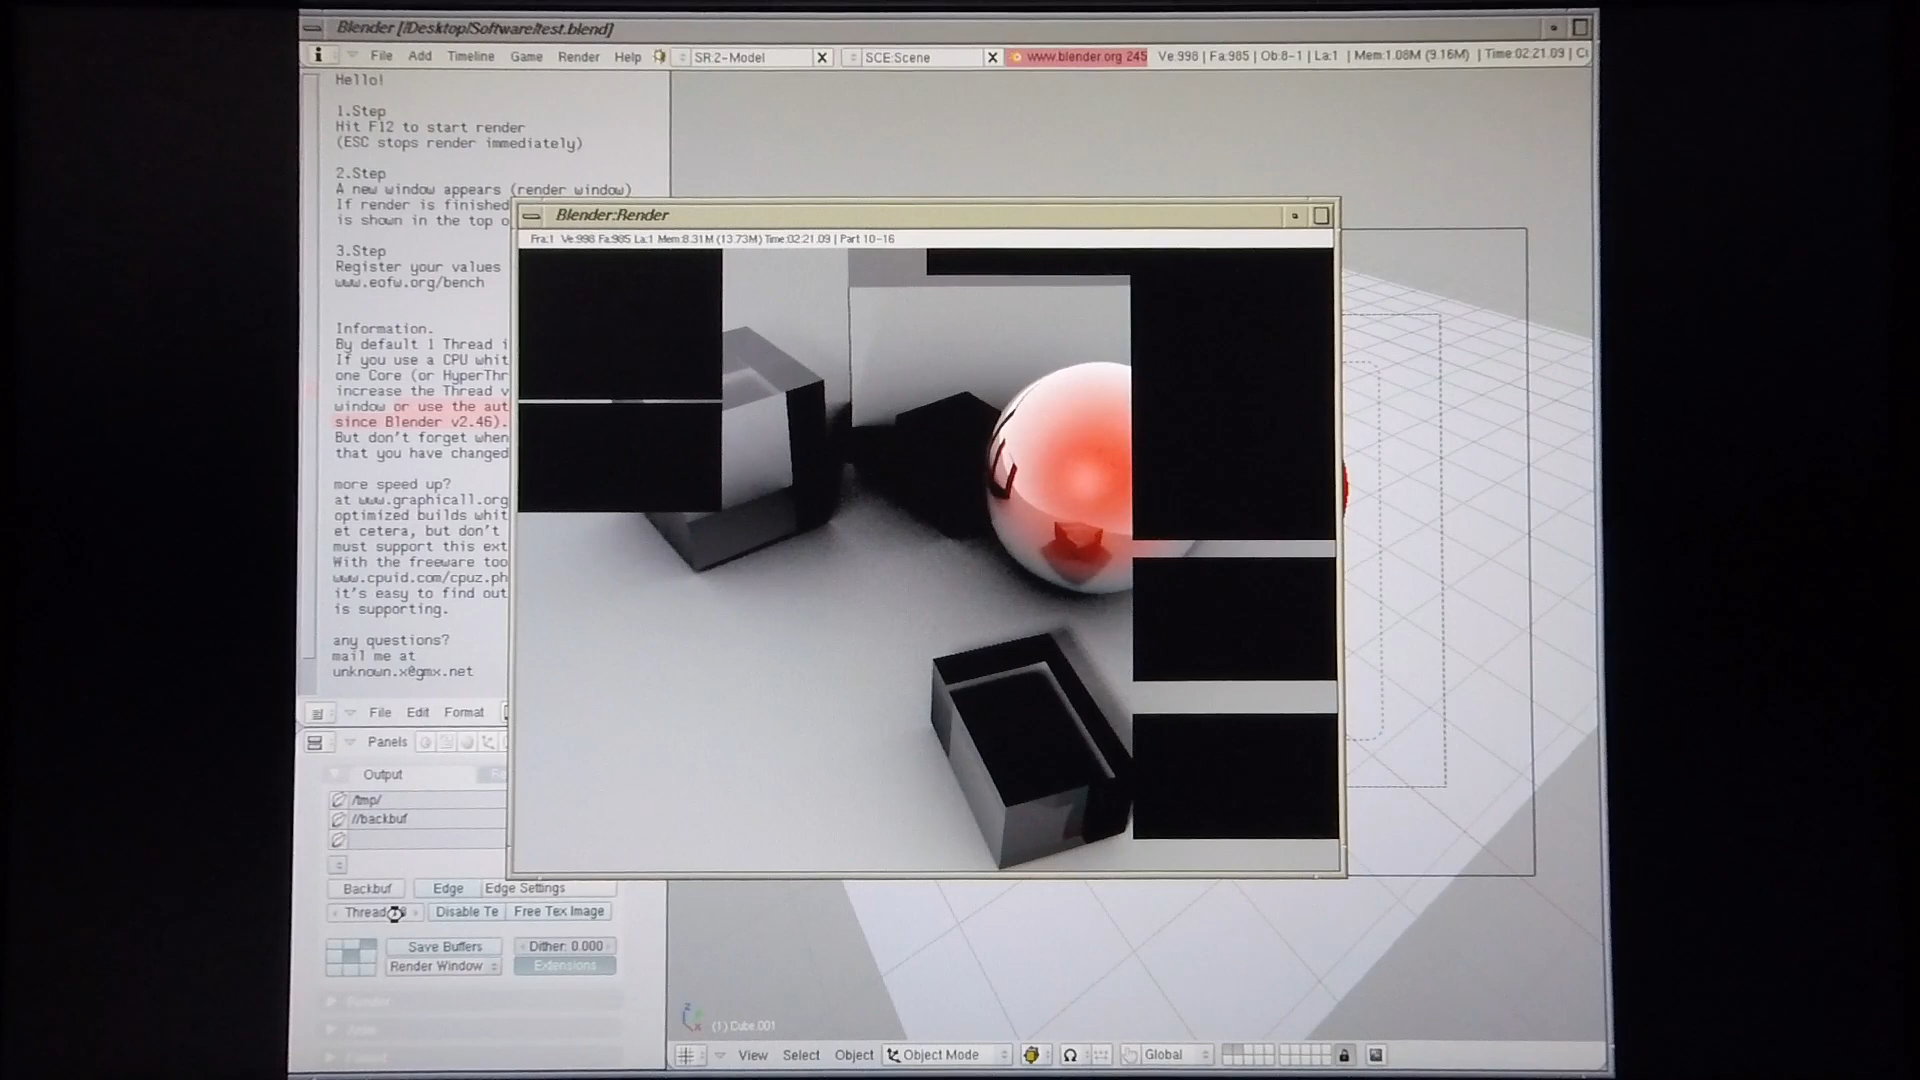 Blender [/Desktop/Software/test.blend]
File Add Timeline Game Render Help SR:2-Model SCE:Scene www.blender.org 245 Ve:998 | Fa:985 | Ob:8-1 | La:1 | Mem:1.08M (9.16M) | Time:02:21.09 |
Hello!
1.Step
Hit F12 to start render
(ESC stops render immediately)
2.Step
A new window appears (render window)
If render is finished
is shown in the top
3.Step
Register your values
www.eofw.org/bench
Information.
By default 1 Thread
If you use a CPU whit
one Core (or HyperThr
increase the Thread v
window or use the aut
since Blender v2.46).
But don't forget when
that you have changed
more speed up?
at www.graphicall.org
optimized builds whit
et cetera, but don't
must support this ext
With the freeware too
www.cpuid.com/cpuz.ph
it's easy to find out
is supporting.
any questions?
mail me at
unknown.x@gmx.net
Blender:Render
Fra:1 Ve:998 Fa:985 La:1 Mem:8.31M (13.73M) Time:02:21.09 | Part 10-16
File Edit Format
Panels
Output
/tmp/
//backbuf
Backbuf Edge Edge Settings
Thread Disable Te Free Tex Image
Save Buffers Dither: 0.000
Render Window Extensions
Render
Anim
(1) Cube.001
View Select Object Object Mode Global